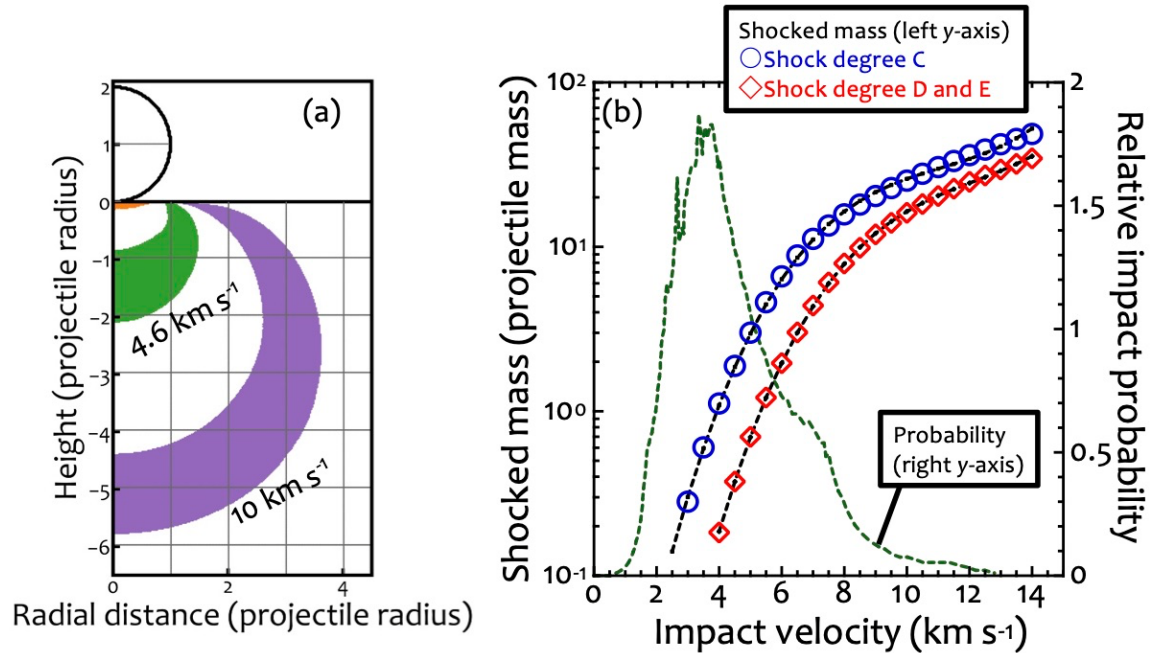 (a)
2
1
0
−1
−2
−3
−4
−5
−6
0
2
4
Height (projectile radius)
Radial distance (projectile radius)
4.6 km s⁻¹
10 km s⁻¹
Shocked mass (left y-axis)
Shock degree C
Shock degree D and E
(b)
10²
10¹
10⁰
10⁻¹
Shocked mass (projectile mass)
2
1.5
1
0.5
0
Relative impact probability
Probability
(right y-axis)
0
2
4
6
8
10
12
14
Impact velocity (km s⁻¹)